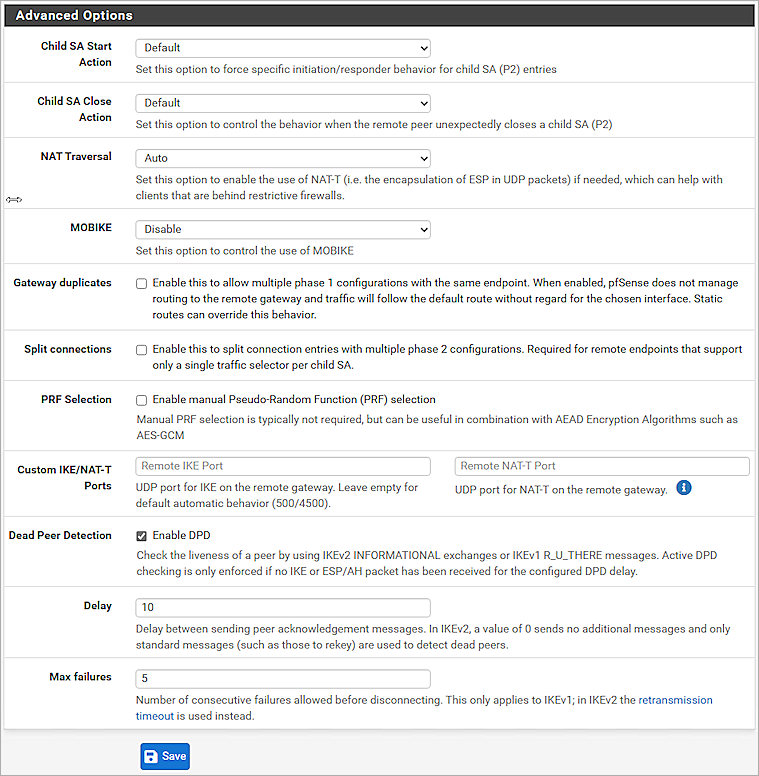 Advanced Options
Child SA Start
Action
Default
Set this option to force specific initiation/responder behavior for child SA (P2) entries
Child SA Close
Action
Default
Set this option to control the behavior when the remote peer unexpectedly closes a child SA (P2)
NAT Traversal
Auto
Set this option to enable the use of NAT-T (i.e. the encapsulation of ESP in UDP packets) if needed, which can help with
clients that are behind restrictive firewalls.
MOBIKE
Disable
Set this option to control the use of MOBIKE
Gateway duplicates
Enable this to allow multiple phase 1 configurations with the same endpoint. When enabled, pfSense does not manage
routing to the remote gateway and traffic will follow the default route without regard for the chosen interface. Static
routes can override this behavior.
Split connections
Enable this to split connection entries with multiple phase 2 configurations. Required for remote endpoints that support
only a single traffic selector per child SA.
PRF Selection
Enable manual Pseudo-Random Function (PRF) selection
Manual PRF selection is typically not required, but can be useful in combination with AEAD Encryption Algorithms such as
AES-GCM
Custom IKE/NAT-T
Ports
Remote IKE Port
UDP port for IKE on the remote gateway. Leave empty for
default automatic behavior (500/4500).
Remote NAT-T Port
UDP port for NAT-T on the remote gateway.
Dead Peer Detection
Enable DPD
Check the liveness of a peer by using IKEv2 INFORMATIONAL exchanges or IKEv1 R_U_THERE messages. Active DPD
checking is only enforced if no IKE or ESP/AH packet has been received for the configured DPD delay.
Delay
10
Delay between sending peer acknowledgement messages. In IKEv2, a value of 0 sends no additional messages and only
standard messages (such as those to rekey) are used to detect dead peers.
Max failures
5
Number of consecutive failures allowed before disconnecting. This only applies to IKEv1; in IKEv2 the retransmission
timeout is used instead.
Save